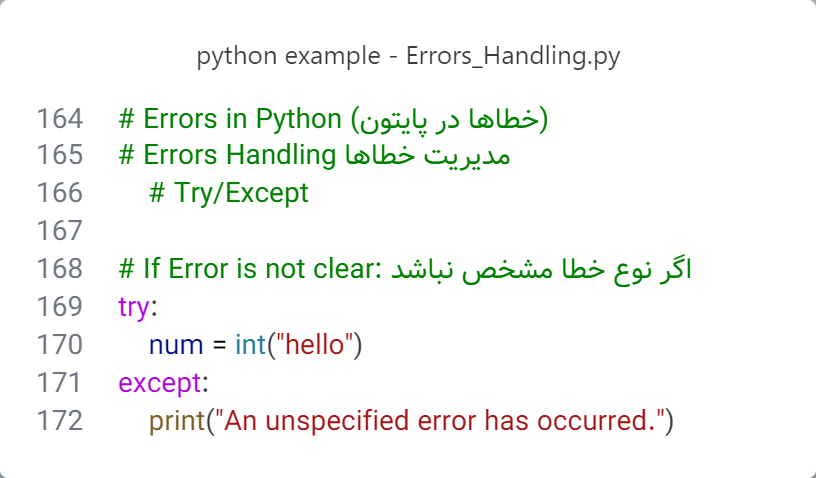 python example - Errors_Handling.py
164 # Errors in Python (خطاها در پایتون)
165 # Errors Handling مدیریت خطاها
166     # Try/Except
167
168 # If Error is not clear: اگر نوع خطا مشخص نباشد
169 try:
170     num = int("hello")
171 except:
172     print("An unspecified error has occurred.")